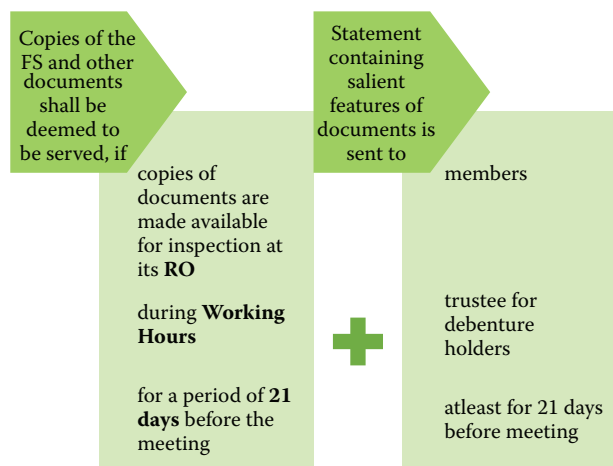 Copies of the
FS and other
documents
shall be
deemed to
be served, if
copies of
documents are
made available
for inspection at
its RO
during Working
Hours
for a period of 21
days before the
meeting
Statement
containing
salient
features of
documents is
sent to
members
trustee for
debenture
holders
atleast for 21 days
before meeting